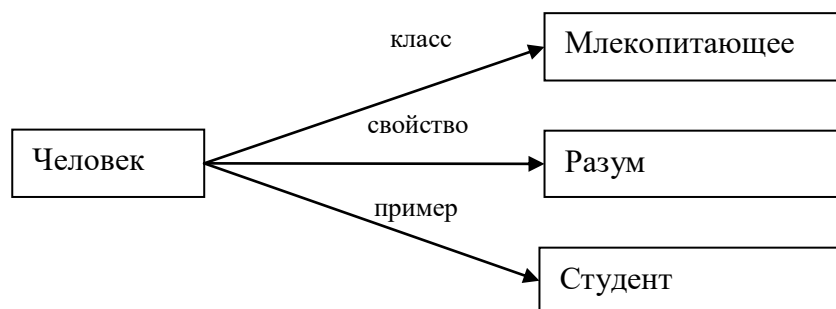 класс
Млекопитающее
свойство
Человек
Разум
пример
Студент